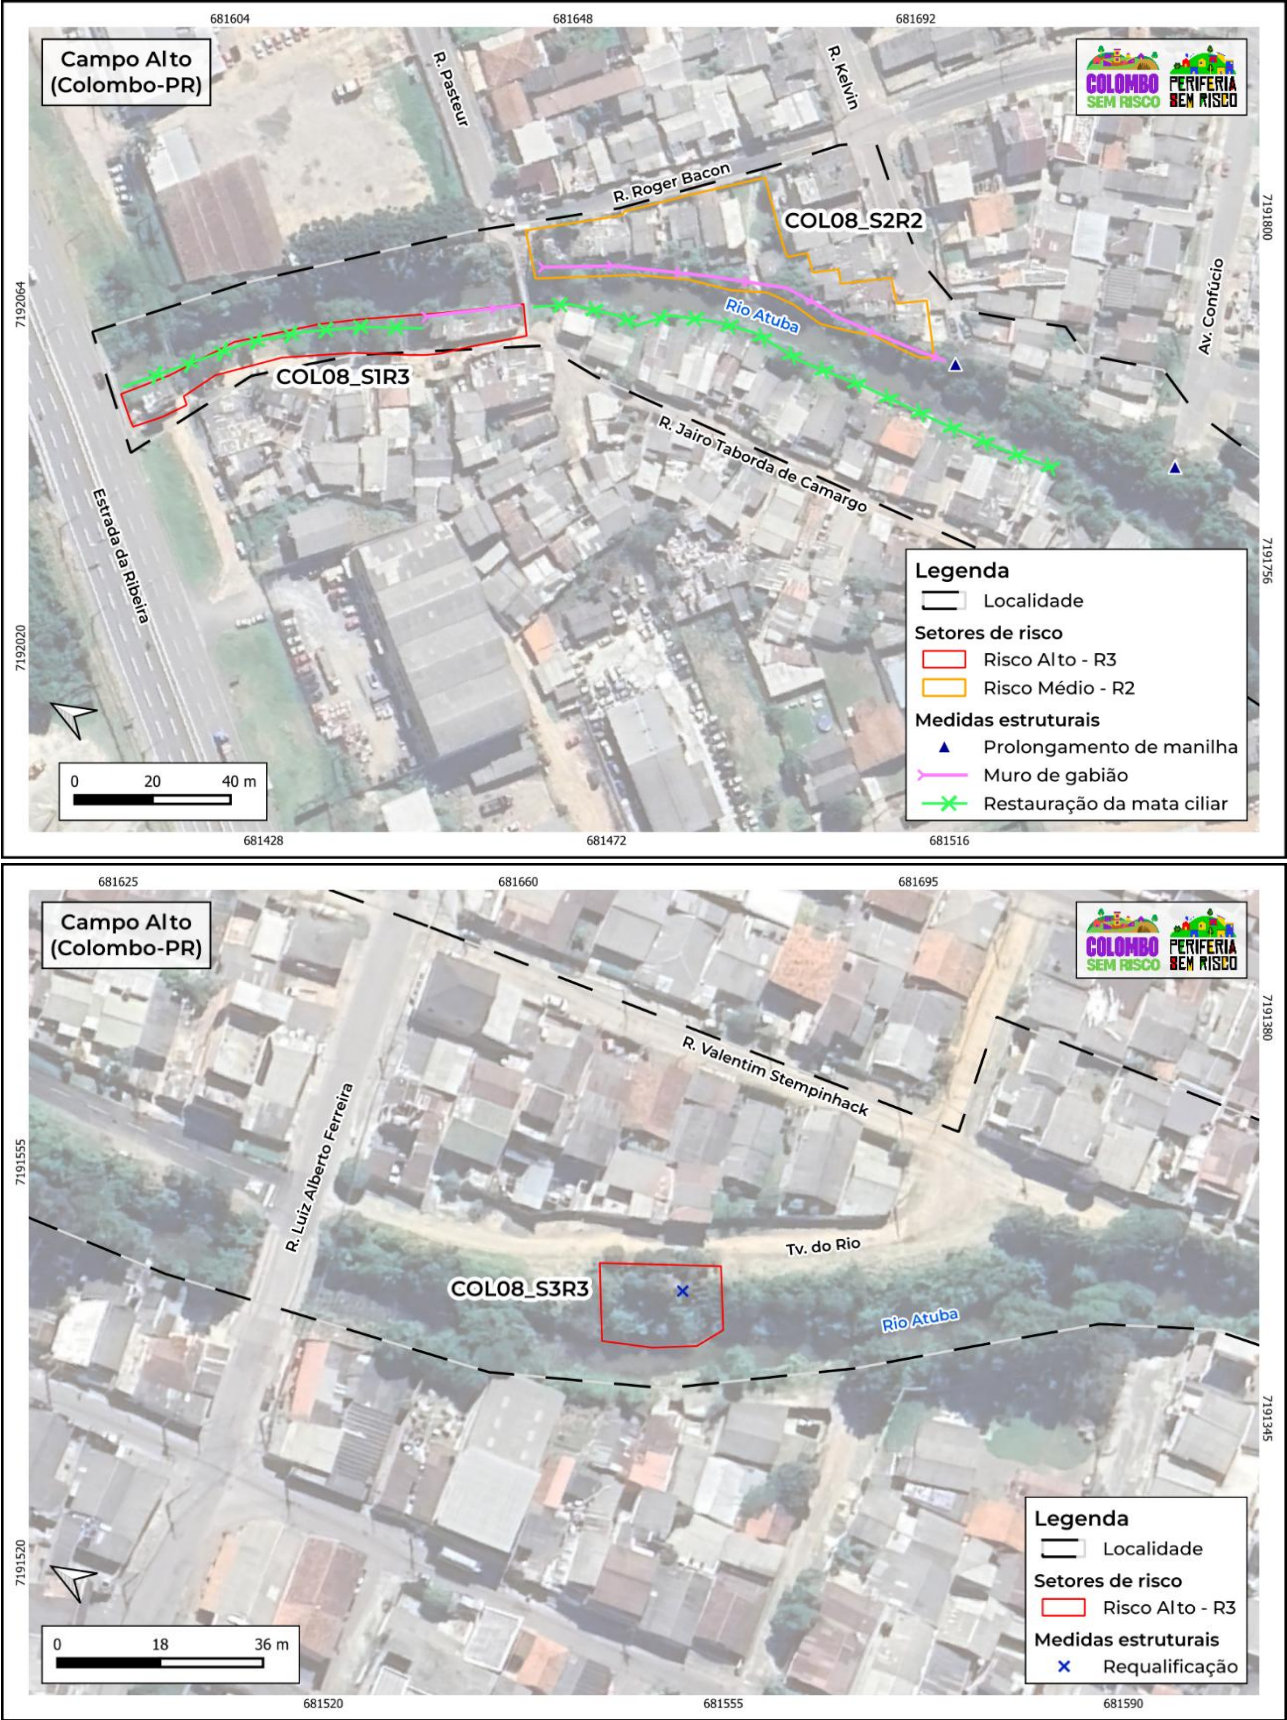 681604
681648
681692
Campo Alto
(Colombo-PR)
R. Pasteur
R. Kelvin
COLOMBO
SEM RISCO
PERIFERIA
SEM RISCO
R. Roger Bacon
COL08_S2R2
7191800
7192064
Rio Atuba
Av. Confúcio
COL08_S1R3
R. Jairo Taborda de Camargo
Estrada da Ribeira
7191756
7192020
Legenda
Localidade
Setores de risco
Risco Alto - R3
Risco Médio - R2
Medidas estruturais
Prolongamento de manilha
Muro de gabião
Restauração da mata ciliar
0 20 40 m
681428
681472
681516
681625
681660
681695
Campo Alto
(Colombo-PR)
COLOMBO
SEM RISCO
PERIFERIA
SEM RISCO
7191380
R. Valentim Stempinhack
7191555
R. Luiz Alberto Ferreira
Tv. do Rio
COL08_S3R3
Rio Atuba
7191345
7191520
Legenda
Localidade
Setores de risco
Risco Alto - R3
Medidas estruturais
Requalificação
0 18 36 m
681520
681555
681590